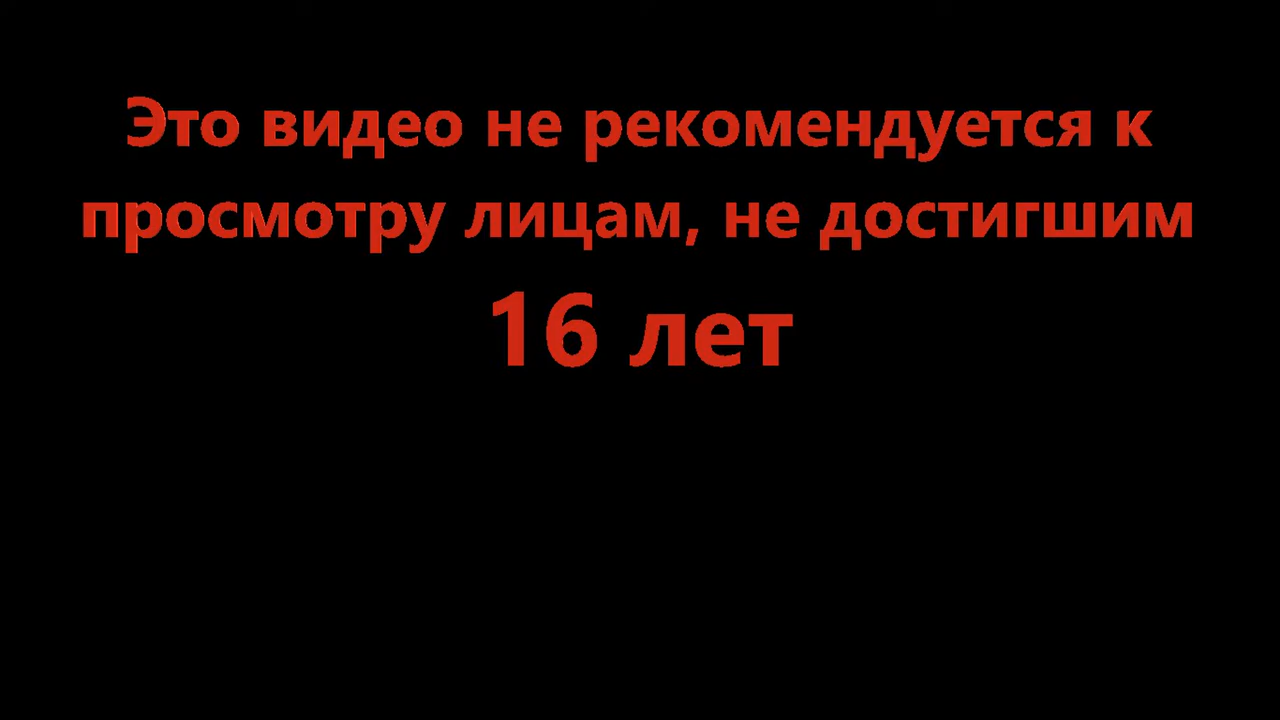 Это видео не рекомендуется к
просмотру лицам, не достигшим
16 лет